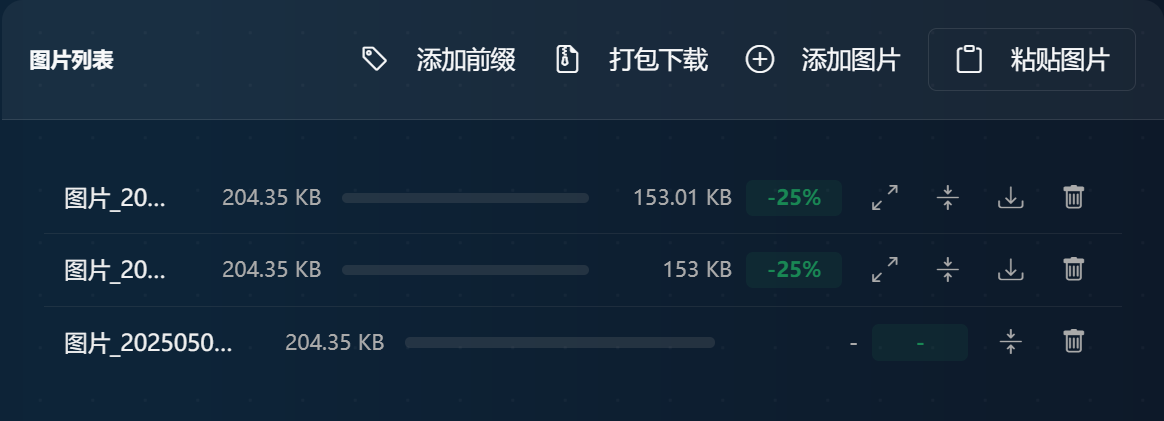 图片列表 添加前缀 打包下载 添加图片 粘贴图片
图片_20... 204.35 KB 153.01 KB -25%
图片_20... 204.35 KB 153 KB -25%
图片_2025050... 204.35 KB - -